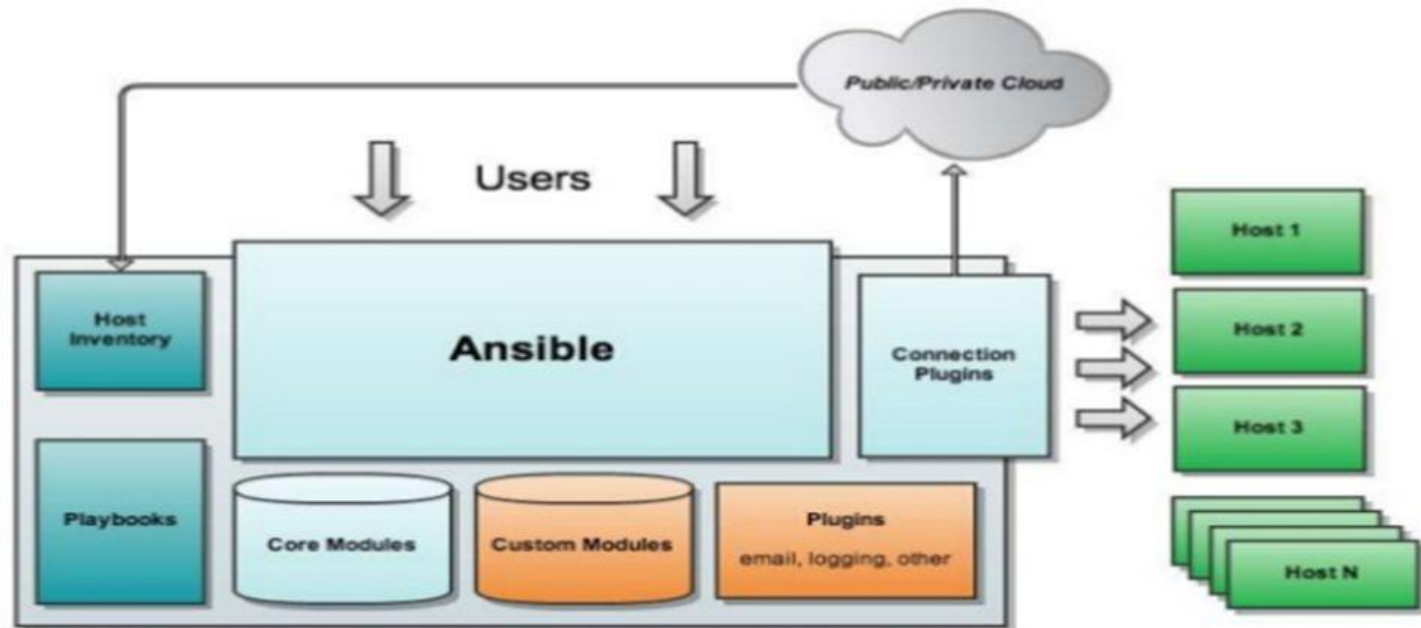 Public/Private Cloud
Users
Host
Inventory
Ansible
Connection
Plugins
Host 1
Host 2
Host 3
Host N
Playbooks
Core Modules
Custom Modules
Plugins
email, logging, other